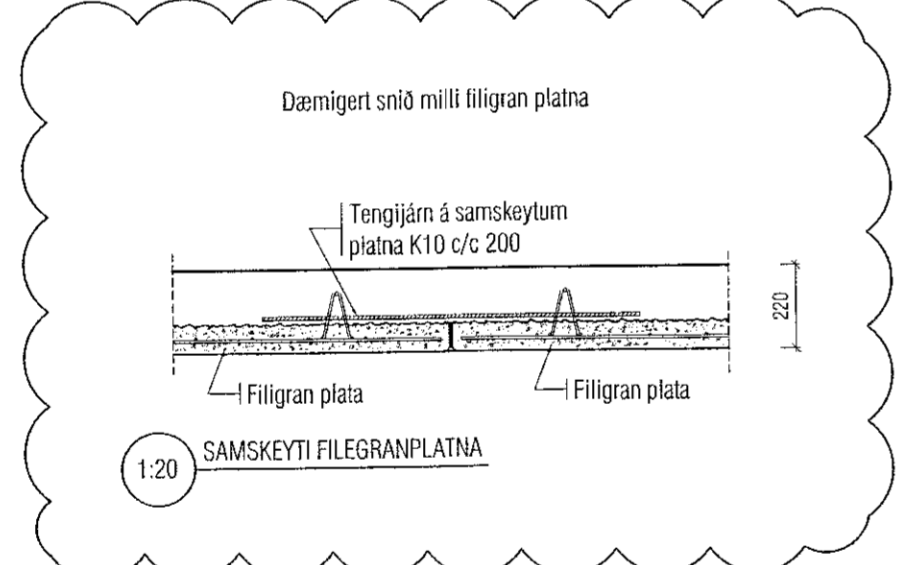 Dæmigert snið milli filigran platna
Tengijárn á samskeytum
platna K10 c/c 200
220
Filigran plata
Filigran plata
1:20
SAMSKEYTI FILEGRANPLATNA